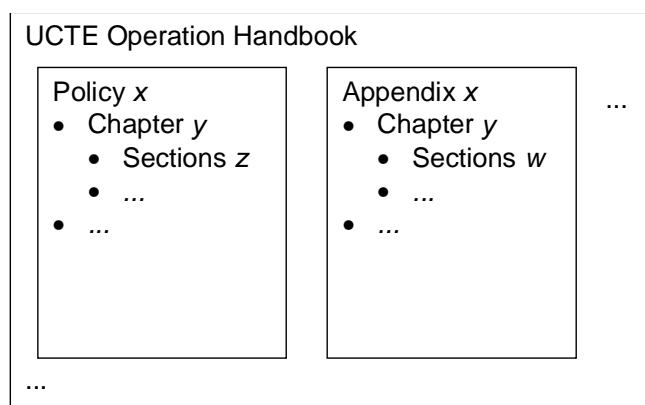 UCTE Operation Handbook
Policy x
• Chapter y
• Sections z
• ...
• ...
Appendix x
• Chapter y
• Sections w
• ...
• ...
...
...